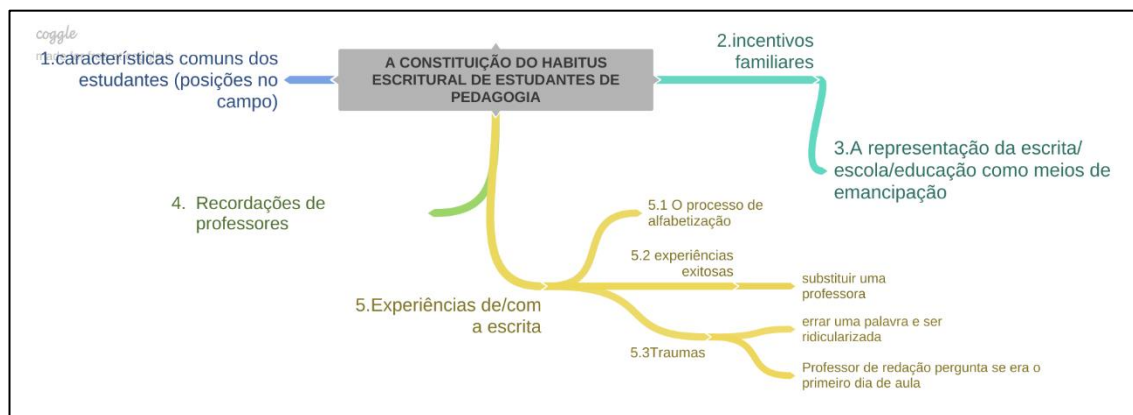 coggle
1.características comuns dos
estudantes (posições no
campo)
A CONSTITUIÇÃO DO HABITUS
ESCRITURAL DE ESTUDANTES DE
PEDAGOGIA
2.incentivos
familiares
3.A representação da escrita/
escola/educação como meios de
emancipação
4. Recordações de
professores
5.Experiências de/com
a escrita
5.1 O processo de
alfabetização
5.2 experiências
exitosas
substituir uma
professora
5.3Traumas
errar uma palavra e ser
ridicularizada
Professor de redação pergunta se era o
primeiro dia de aula